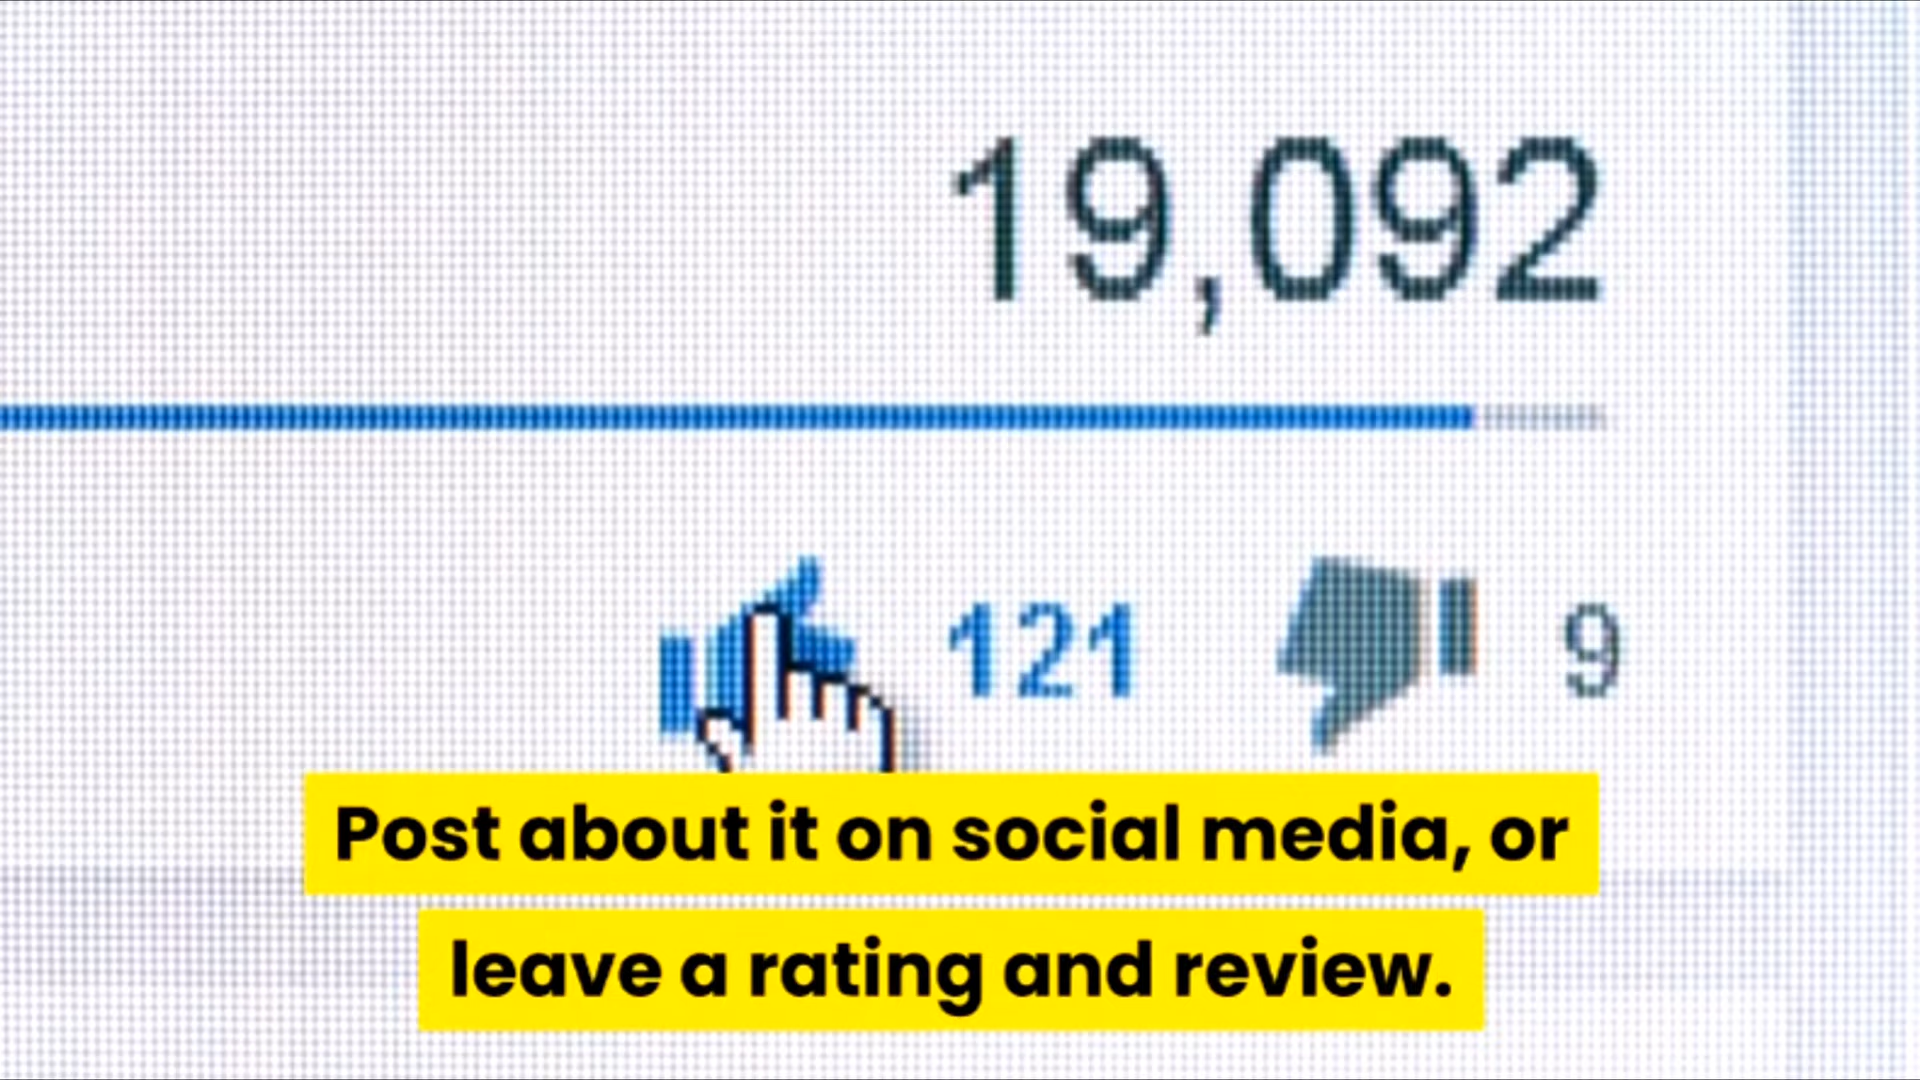 19,092
121 9
Post about it on social media, or
leave a rating and review.